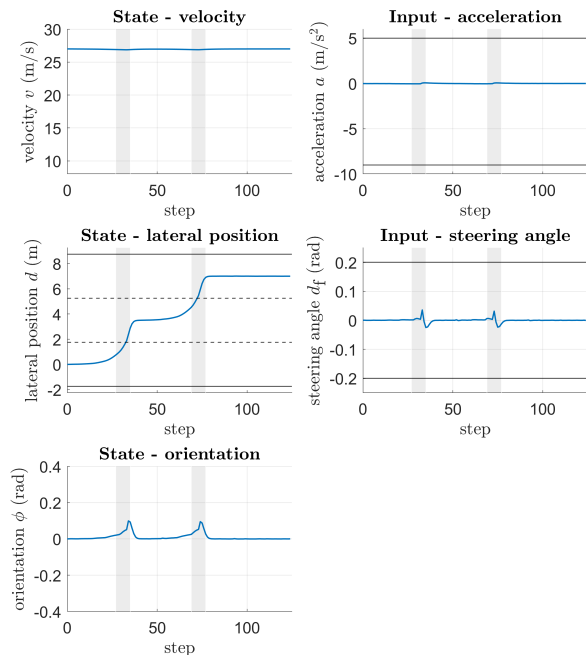 State - velocity
velocity v (m/s)
30
25
20
15
10
0 50 100
step
Input - acceleration
acceleration a (m/s²)
5
0
-5
-10
0 50 100
step
State - lateral position
lateral position d (m)
8
6
4
2
0
-2
0 50 100
step
Input - steering angle
steering angle d_f (rad)
0.2
0.1
0
-0.1
-0.2
0 50 100
step
State - orientation
orientation ϕ (rad)
0.4
0.2
0
-0.2
-0.4
0 50 100
step